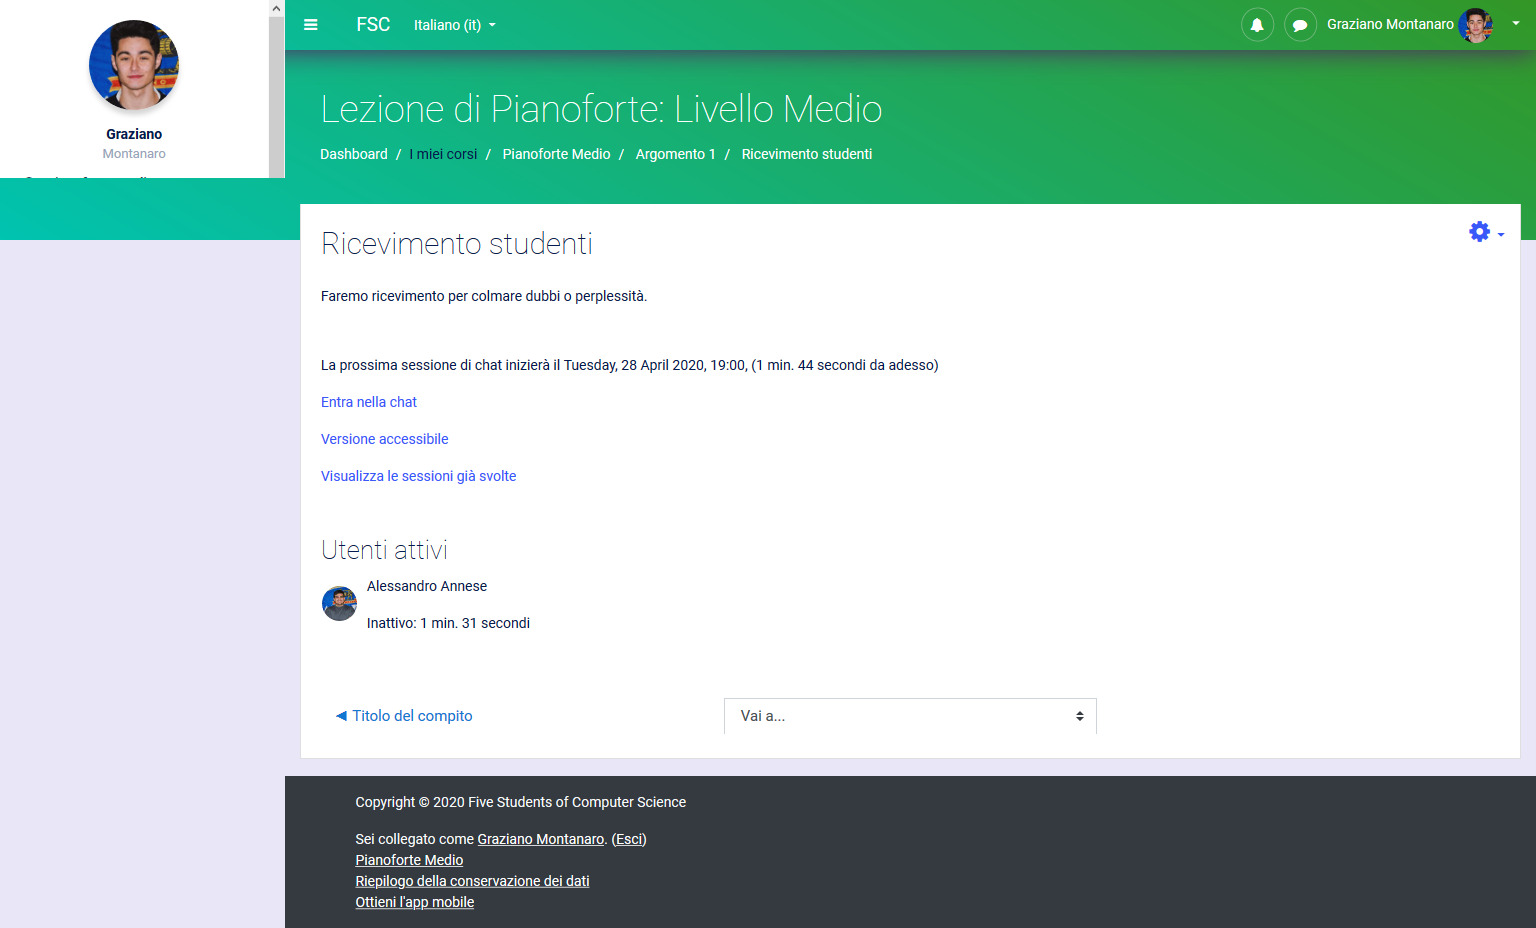 Graziano
Montanaro
FSC
Italiano (it)
Graziano Montanaro
Lezione di Pianoforte: Livello Medio
Dashboard / I miei corsi / Pianoforte Medio / Argomento 1 / Ricevimento studenti
Ricevimento studenti
Faremo ricevimento per colmare dubbi o perplessità.
La prossima sessione di chat inizierà il Tuesday, 28 April 2020, 19:00, (1 min. 44 secondi da adesso)
Entra nella chat
Versione accessibile
Visualizza le sessioni già svolte
Utenti attivi
Alessandro Annese
Inattivo: 1 min. 31 secondi
◄ Titolo del compito
Vai a...
Copyright © 2020 Five Students of Computer Science
Sei collegato come Graziano Montanaro. (Esci)
Pianoforte Medio
Riepilogo della conservazione dei dati
Ottieni l'app mobile